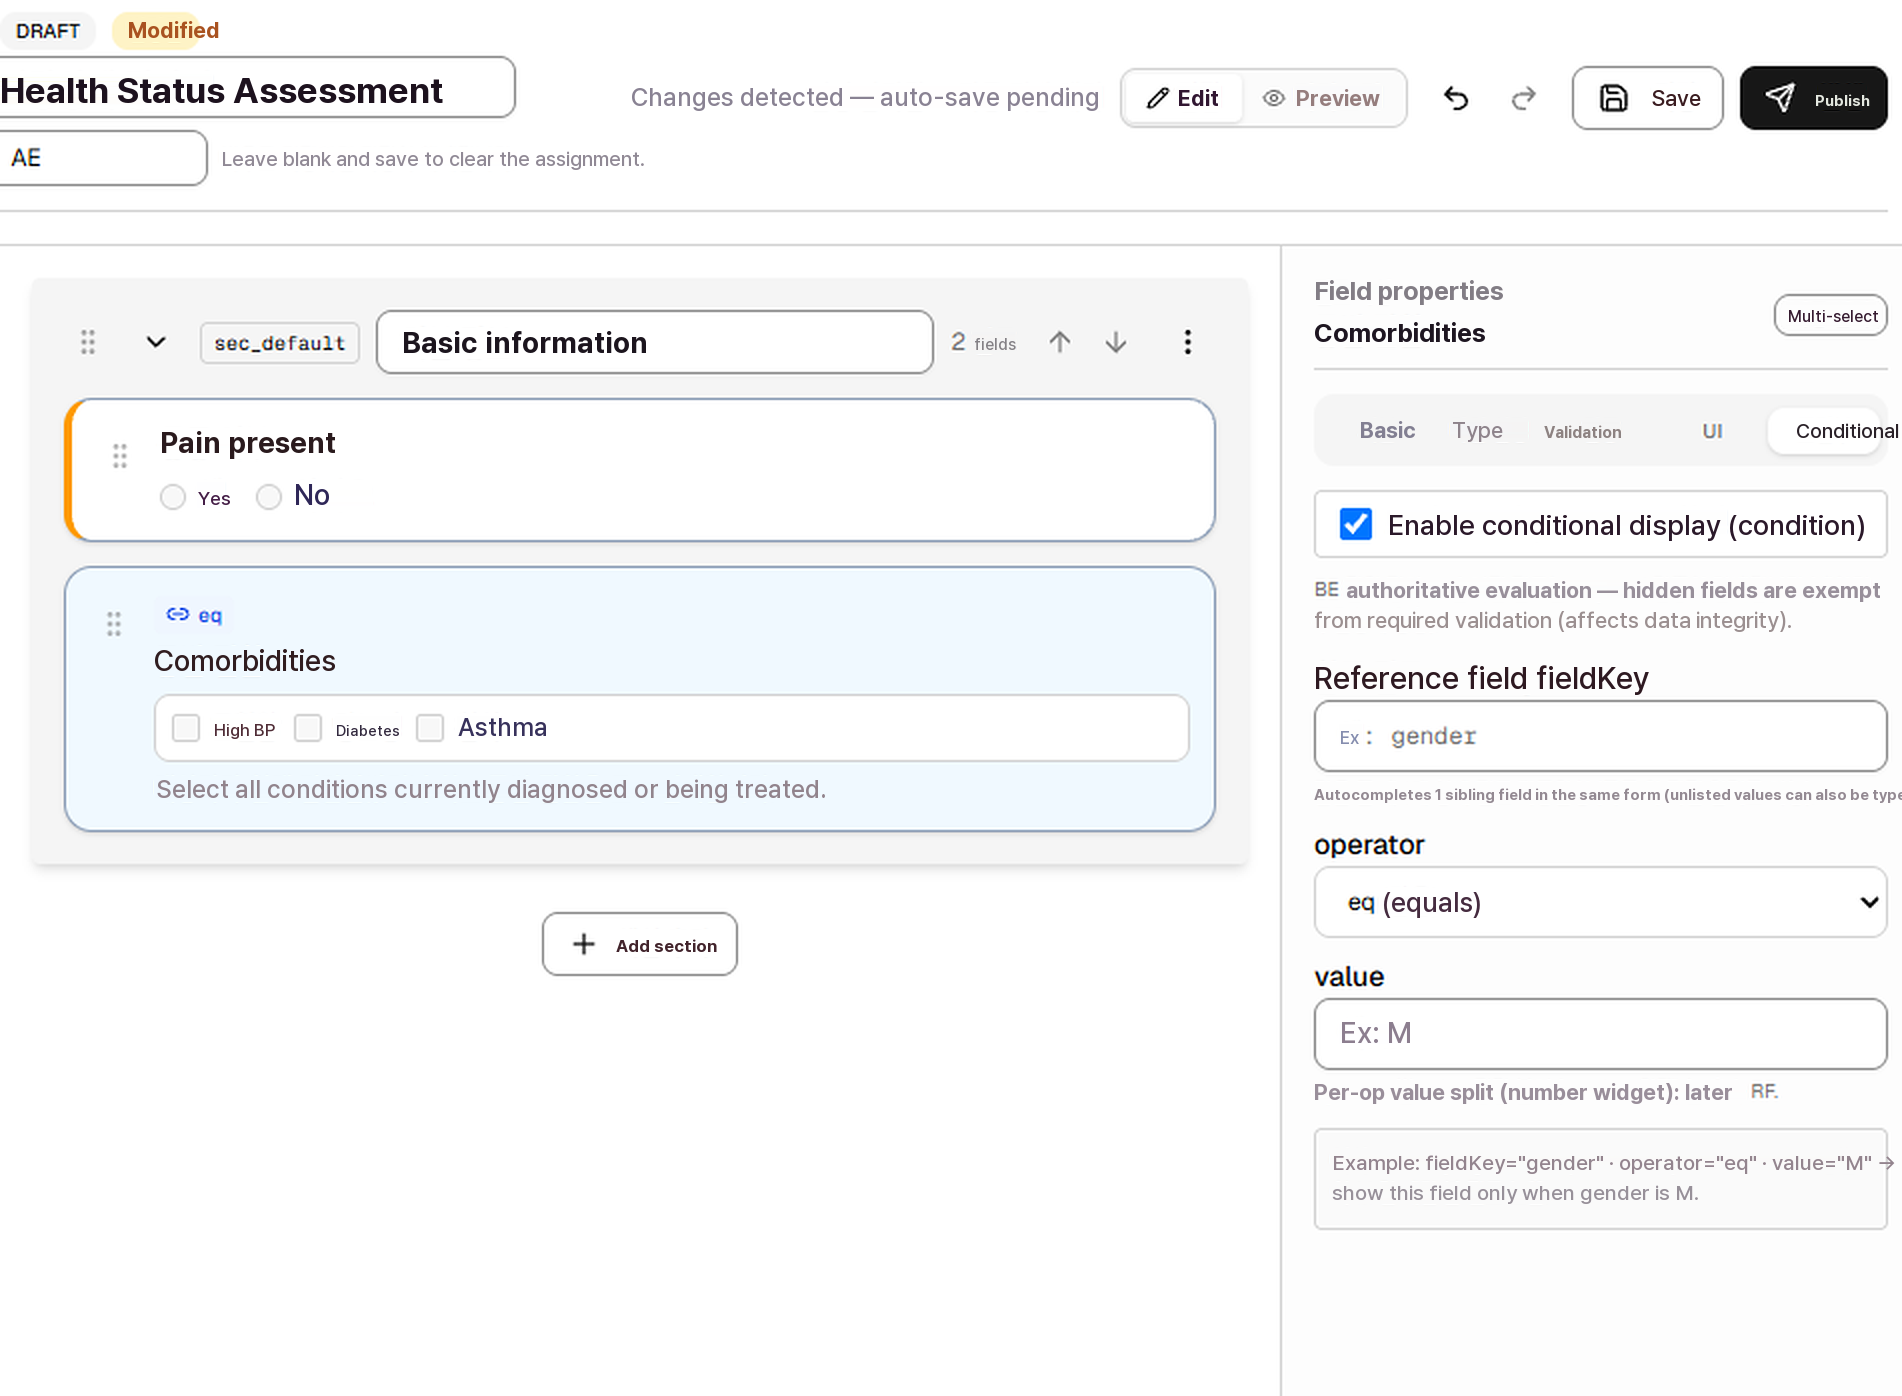 DRAFT Modified
Health Status Assessment
Changes detected — auto-save pending
Edit Preview Save Publish
AE Leave blank and save to clear the assignment.
sec_default Basic information 2 fields
Pain present
Yes No
eq
Comorbidities
High BP Diabetes Asthma
Select all conditions currently diagnosed or being treated.
Add section
Field properties
Comorbidities
Multi-select
Basic Type Validation UI Conditional
Enable conditional display (condition)
BE authoritative evaluation — hidden fields are exempt
from required validation (affects data integrity).
Reference field fieldKey
Ex: gender
Autocompletes 1 sibling field in the same form (unlisted values can also be type
operator
eq (equals)
value
Ex: M
Per-op value split (number widget): later RF.
Example: fieldKey="gender" · operator="eq" · value="M" →
show this field only when gender is M.